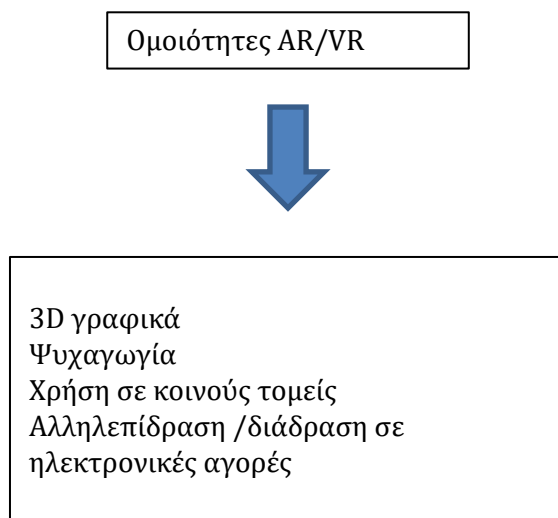 Ομοιότητες AR/VR
3D γραφικά
Ψυχαγωγία
Χρήση σε κοινούς τομείς
Αλληλεπίδραση /διάδραση σε
ηλεκτρονικές αγορές